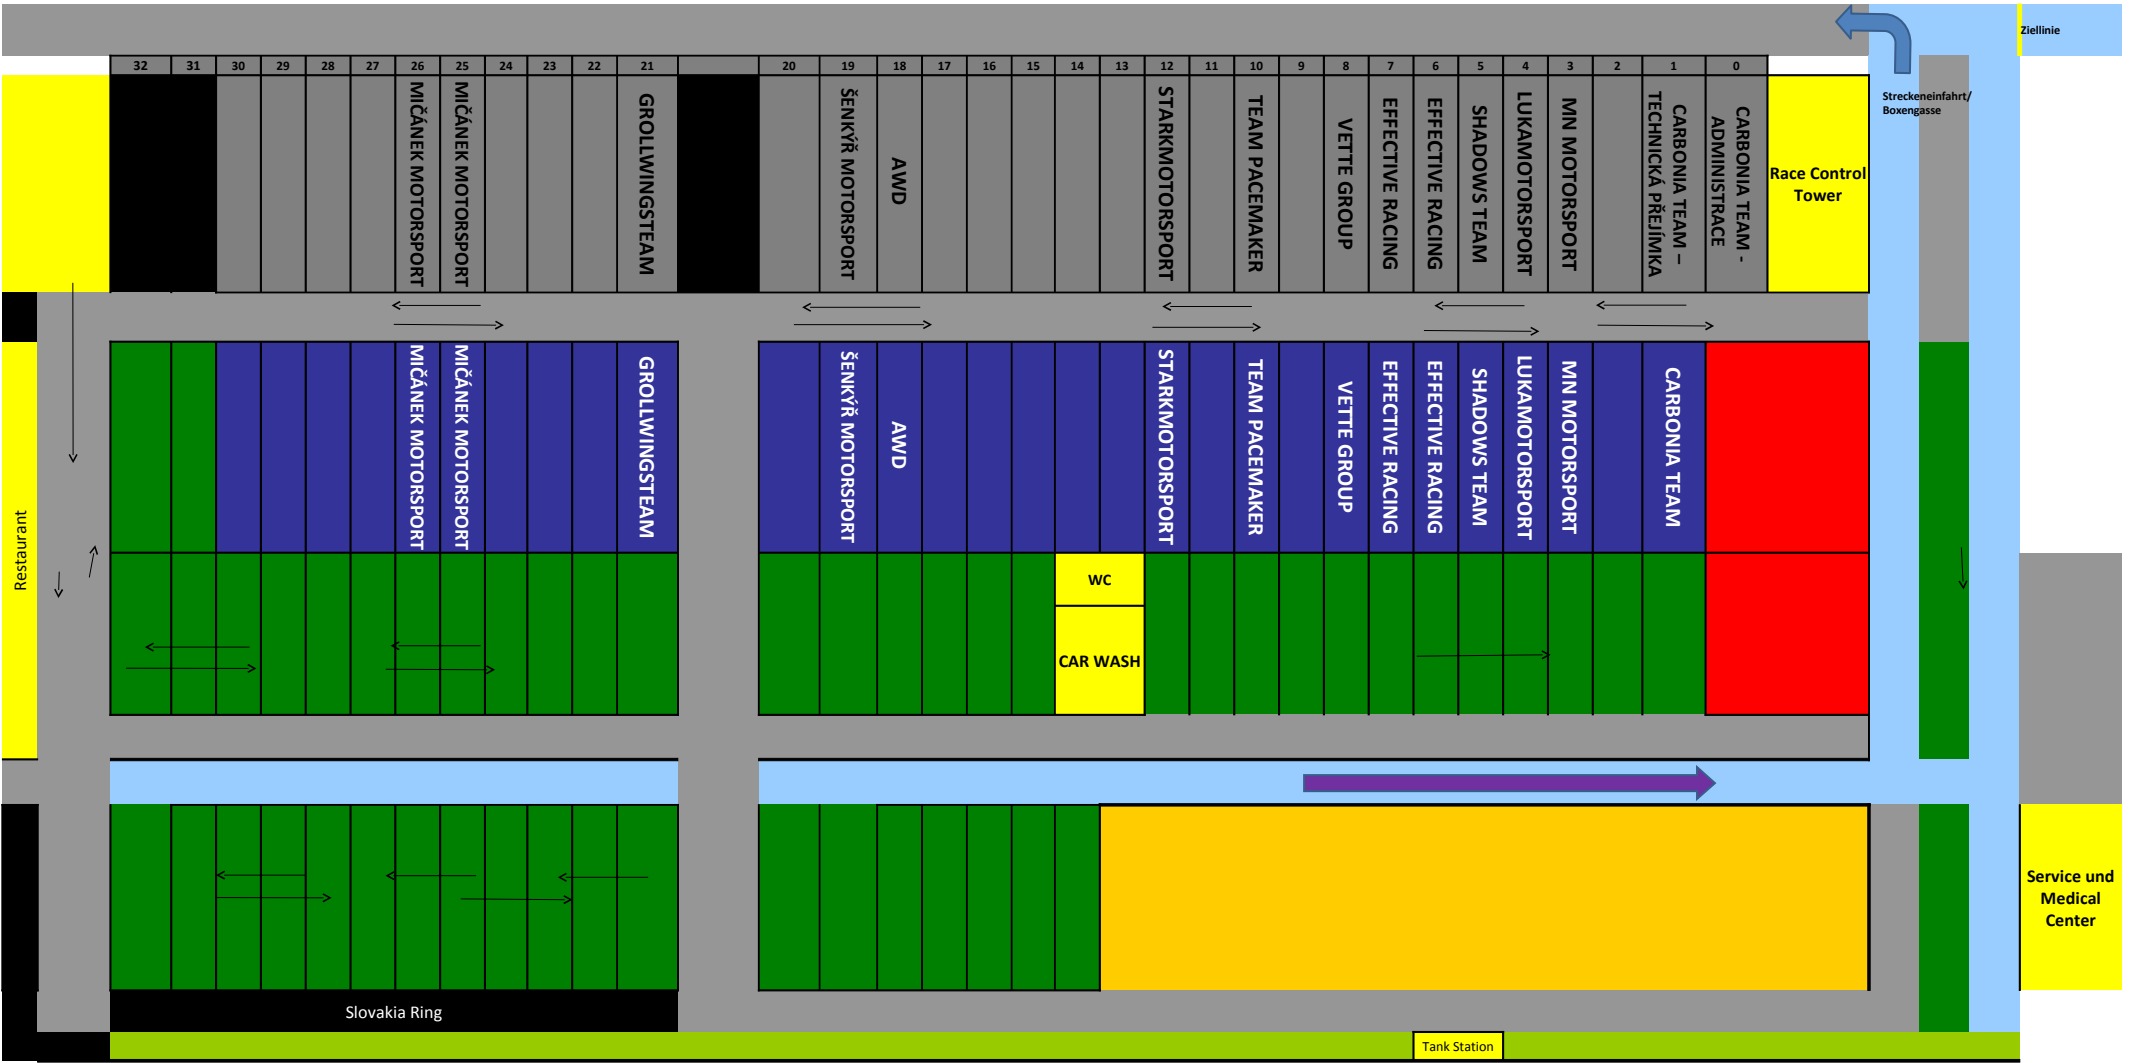 Ziellinie
32 31 30 29 28 27 26 25 24 23 22 21 20 19 18 17 16 15 14 13 12 11 10 9 8 7 6 5 4 3 2 1 0
MIČÁNEK MOTORSPORT
MIČÁNEK MOTORSPORT
GROLLWINGSTEAM
ŠENKÝŘ MOTORSPORT
AWD
STARKMOTORSPORT
TEAM PACEMAKER
VETTE GROUP
EFFECTIVE RACING
EFFECTIVE RACING
SHADOWS TEAM
LUKAMOTORSPORT
MN MOTORSPORT
CARBONIA TEAM –
TECHNICKÁ PŘEJÍMKA
CARBONIA TEAM -
ADMINISTRACE
Race Control
Tower
Streckeneinfahrt/
Boxengasse
MIČÁNEK MOTORSPORT
MIČÁNEK MOTORSPORT
GROLLWINGSTEAM
ŠENKÝŘ MOTORSPORT
AWD
STARKMOTORSPORT
TEAM PACEMAKER
VETTE GROUP
EFFECTIVE RACING
EFFECTIVE RACING
SHADOWS TEAM
LUKAMOTORSPORT
MN MOTORSPORT
CARBONIA TEAM
Restaurant
WC
CAR WASH
Service und
Medical
Center
Slovakia Ring
Tank Station